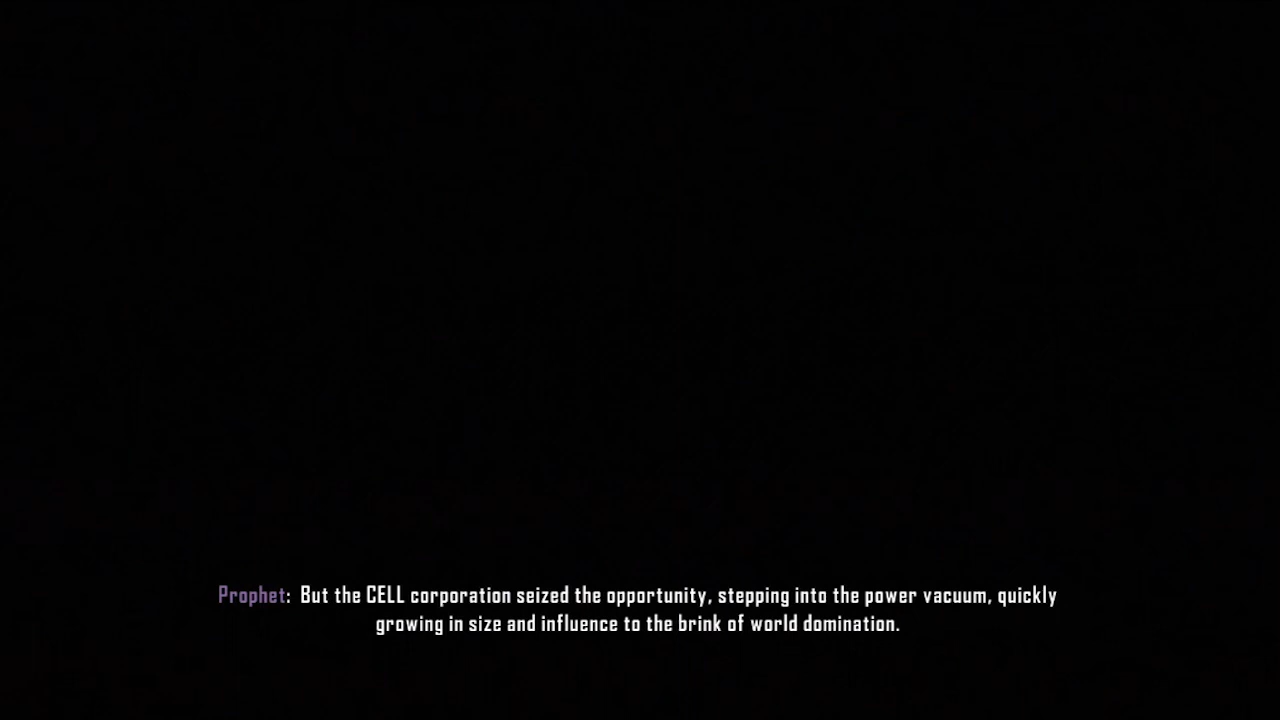 Prophet: But the CELL corporation seized the opportunity, stepping into the power vacuum, quickly
growing in size and influence to the brink of world domination.